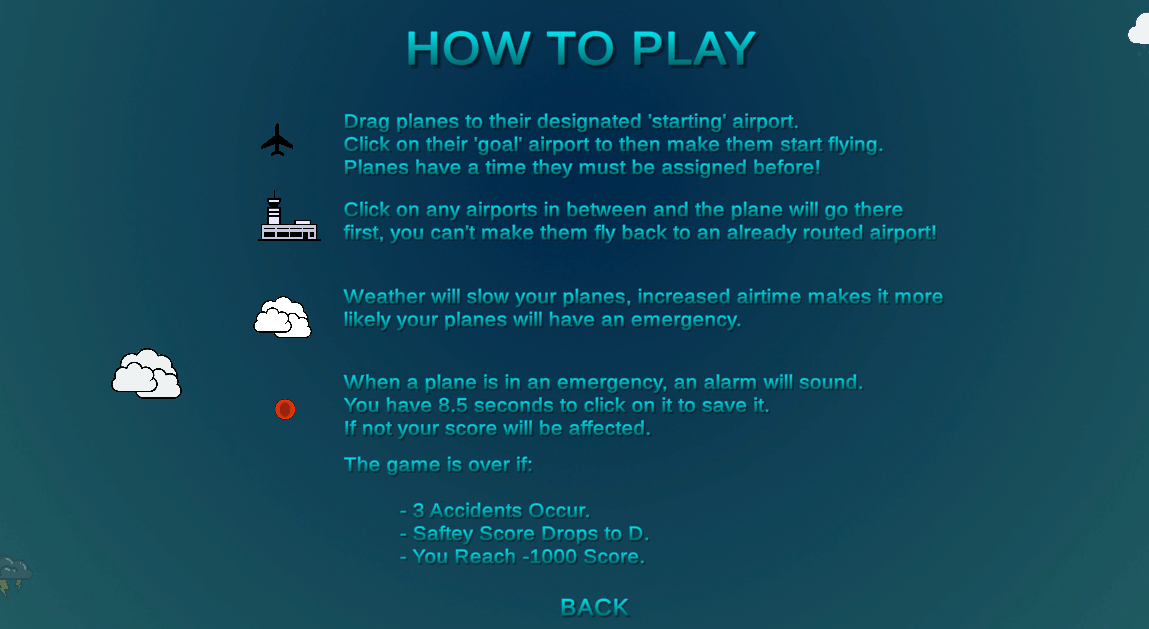 HOW TO PLAY
Drag planes to their designated 'starting' airport.
Click on their 'goal' airport to then make them start flying.
Planes have a time they must be assigned before!
Click on any airports in between and the plane will go there
first, you can't make them fly back to an already routed airport!
Weather will slow your planes, increased airtime makes it more
likely your planes will have an emergency.
When a plane is in an emergency, an alarm will sound.
You have 8.5 seconds to click on it to save it.
If not your score will be affected.
The game is over if:
- 3 Accidents Occur.
- Saftey Score Drops to D.
- You Reach -1000 Score.
BACK